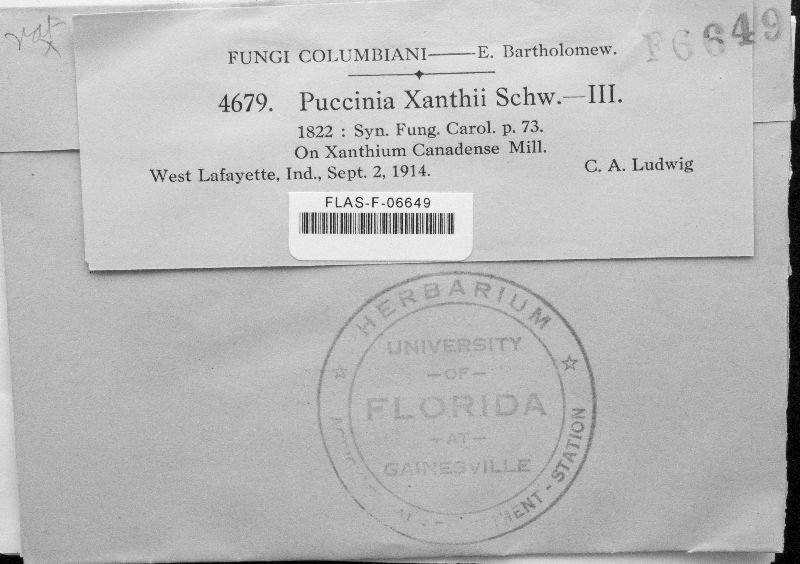 F6649
FUNGI COLUMBIANI——E. Bartholomew.
4679. Puccinia Xanthii Schw.—III.
1822 : Syn. Fung. Carol. p. 73.
On Xanthium Canadense Mill.
West Lafayette, Ind., Sept. 2, 1914.
C. A. Ludwig
FLAS-F-06649
HERBARIUM
UNIVERSITY
—OF—
FLORIDA
—AT—
GAINESVILLE
MENT-STATION